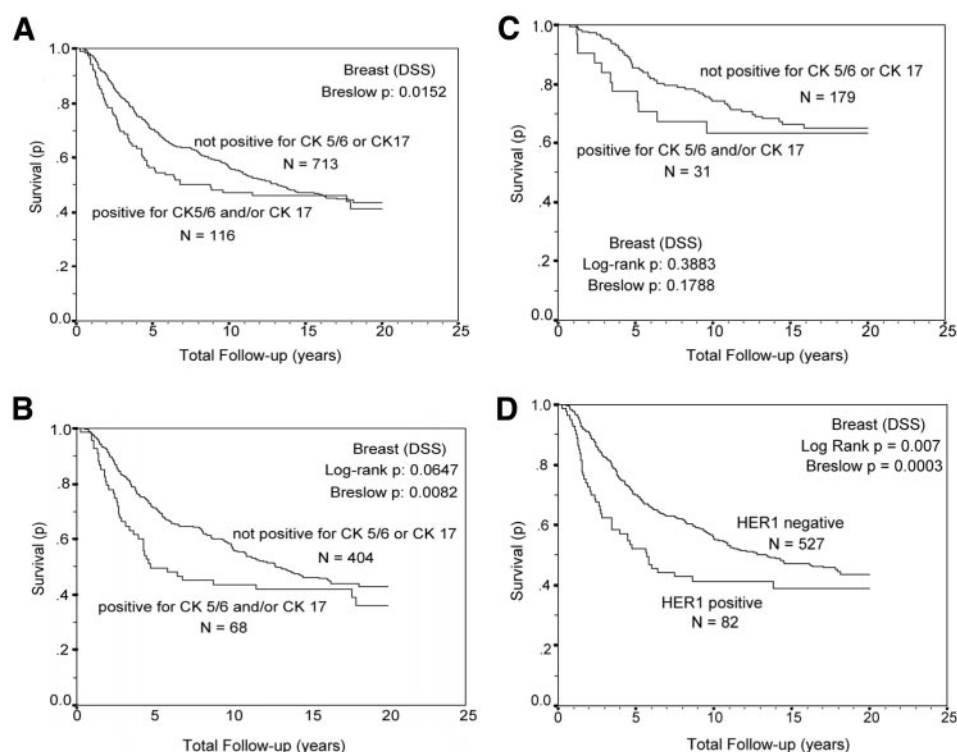 A
1.0
.8
.6
.4
.2
0.0
Survival (p)
Breast (DSS)
Breslow p: 0.0152
not positive for CK 5/6 or CK17
N = 713
positive for CK5/6 and/or CK 17
N = 116
0 5 10 15 20 25
Total Follow-up (years)
B
1.0
.8
.6
.4
.2
0.0
Survival (p)
Breast (DSS)
Log-rank p: 0.0647
Breslow p: 0.0082
not positive for CK 5/6 or CK 17
N = 404
positive for CK 5/6 and/or CK 17
N = 68
0 5 10 15 20 25
Total Follow-up (years)
C
1.0
.8
.6
.4
.2
0.0
Survival (p)
not positive for CK 5/6 or CK 17
N = 179
positive for CK 5/6 and/or CK 17
N = 31
Breast (DSS)
Log-rank p: 0.3883
Breslow p: 0.1788
0 5 10 15 20 25
Total Follow-up (years)
D
1.0
.8
.6
.4
.2
0.0
Survival (p)
Breast (DSS)
Log Rank p = 0.007
Breslow p = 0.0003
HER1 negative
N = 527
HER1 positive
N = 82
0 5 10 15 20 25
Total Follow-up (years)